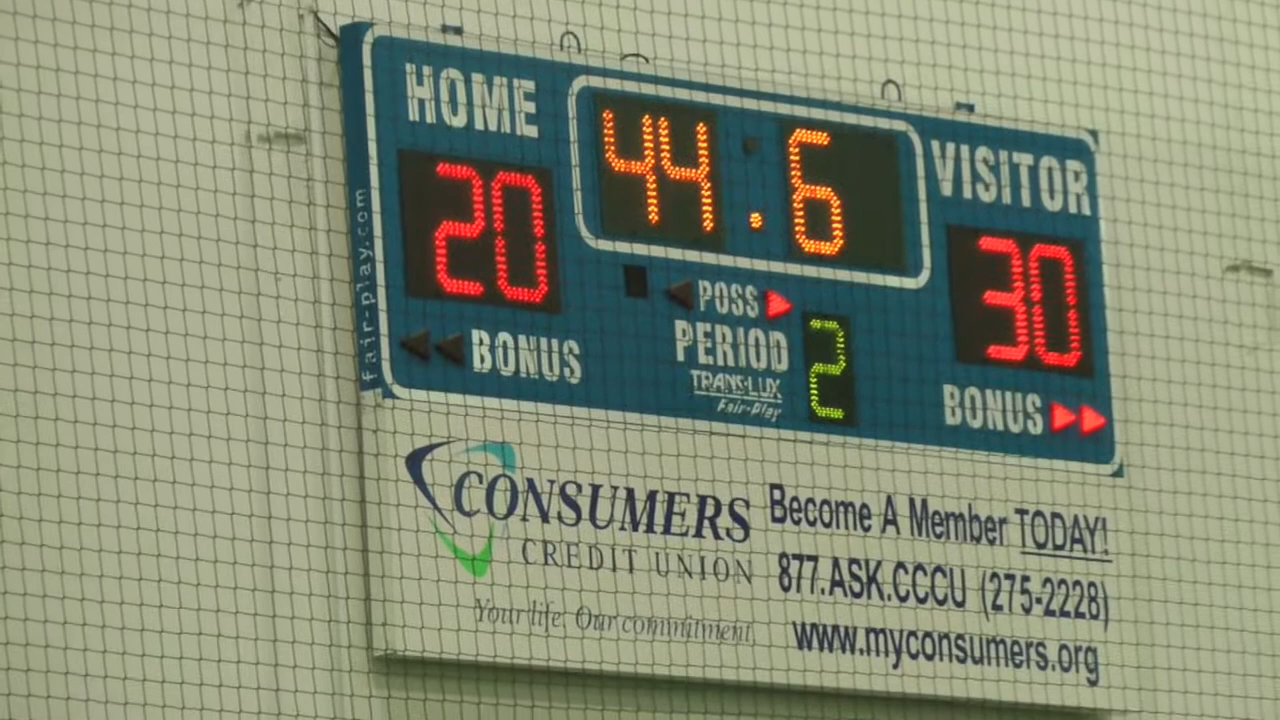 HOME
44.6
VISITOR
20
30
POSS
PERIOD 2
BONUS
BONUS
TRANS-LUX
Fair-Play
fair-play.com
CONSUMERS
CREDIT UNION
Your life. Our commitment.
Become A Member TODAY!
877.ASK.CCCU (275-2228)
www.myconsumers.org